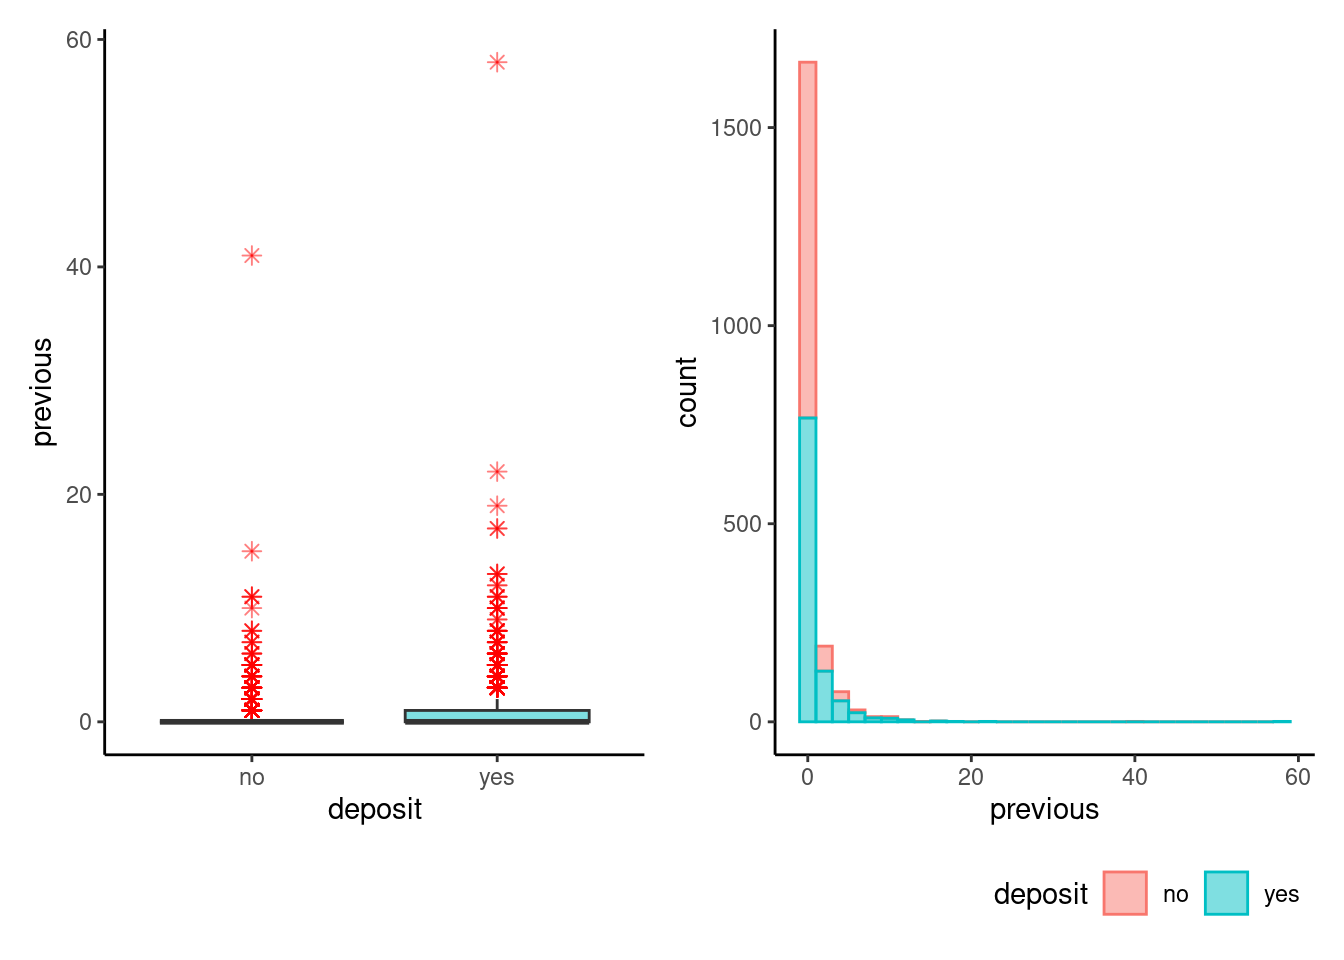 60
40
20
0
previous
no yes
deposit
1500
1000
500
0
count
0 20 40 60
previous
deposit no yes